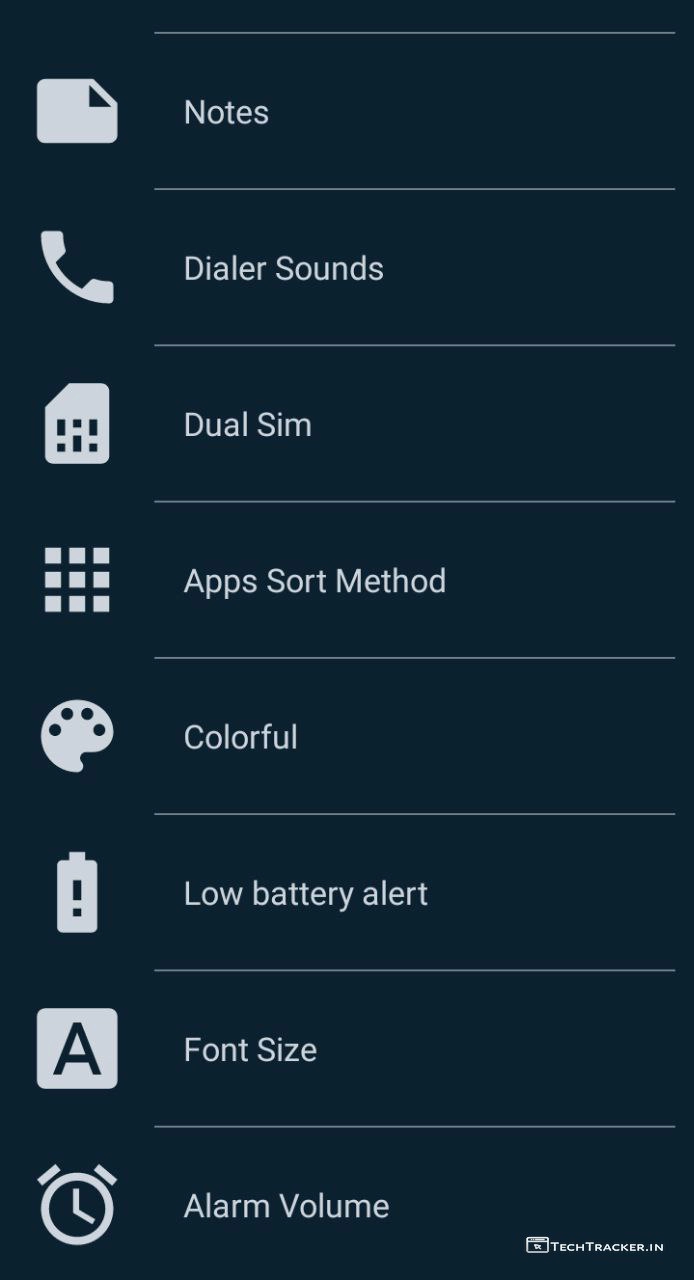 Notes
Dialer Sounds
Dual Sim
Apps Sort Method
Colorful
Low battery alert
A
Font Size
Alarm Volume
TechTracker.in